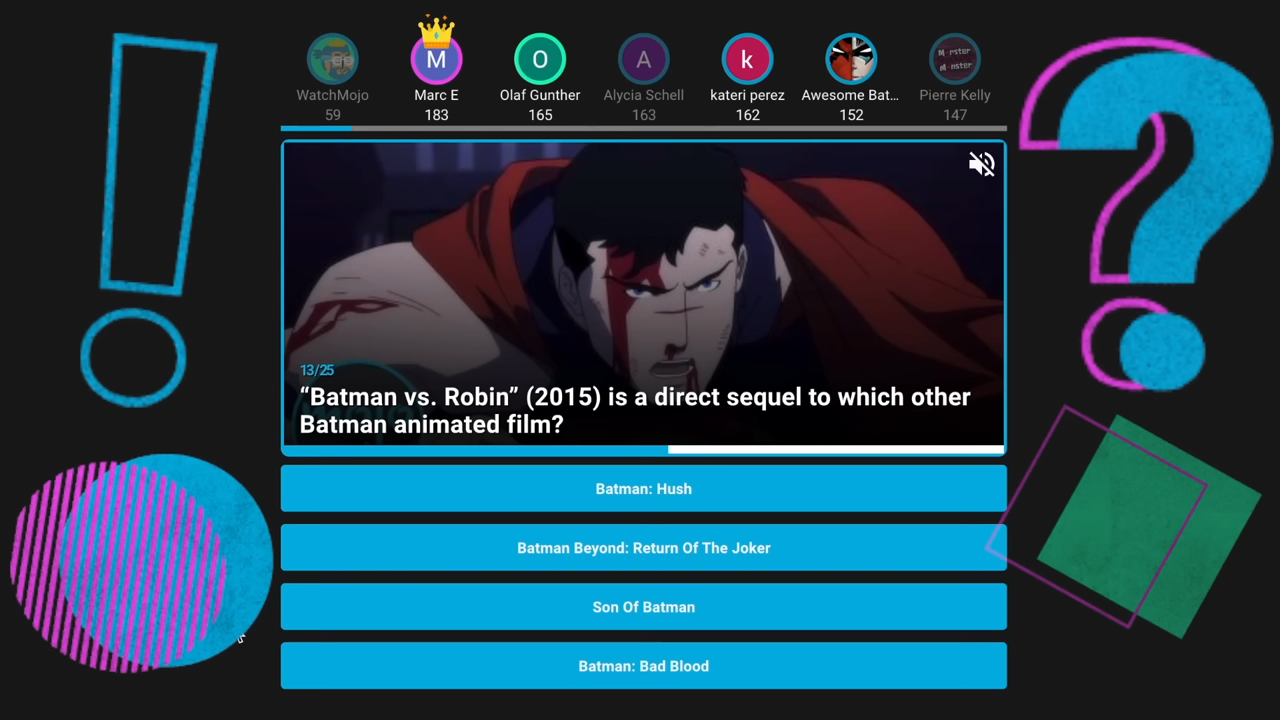 M
O
A
k
M rster
M nster
WatchMojo
Marc E
Olaf Gunther
Alycia Schell
kateri perez
Awesome Bat...
Pierre Kelly
59
183
165
163
162
152
147
13/25
“Batman vs. Robin” (2015) is a direct sequel to which other
Batman animated film?
Batman: Hush
Batman Beyond: Return Of The Joker
Son Of Batman
Batman: Bad Blood